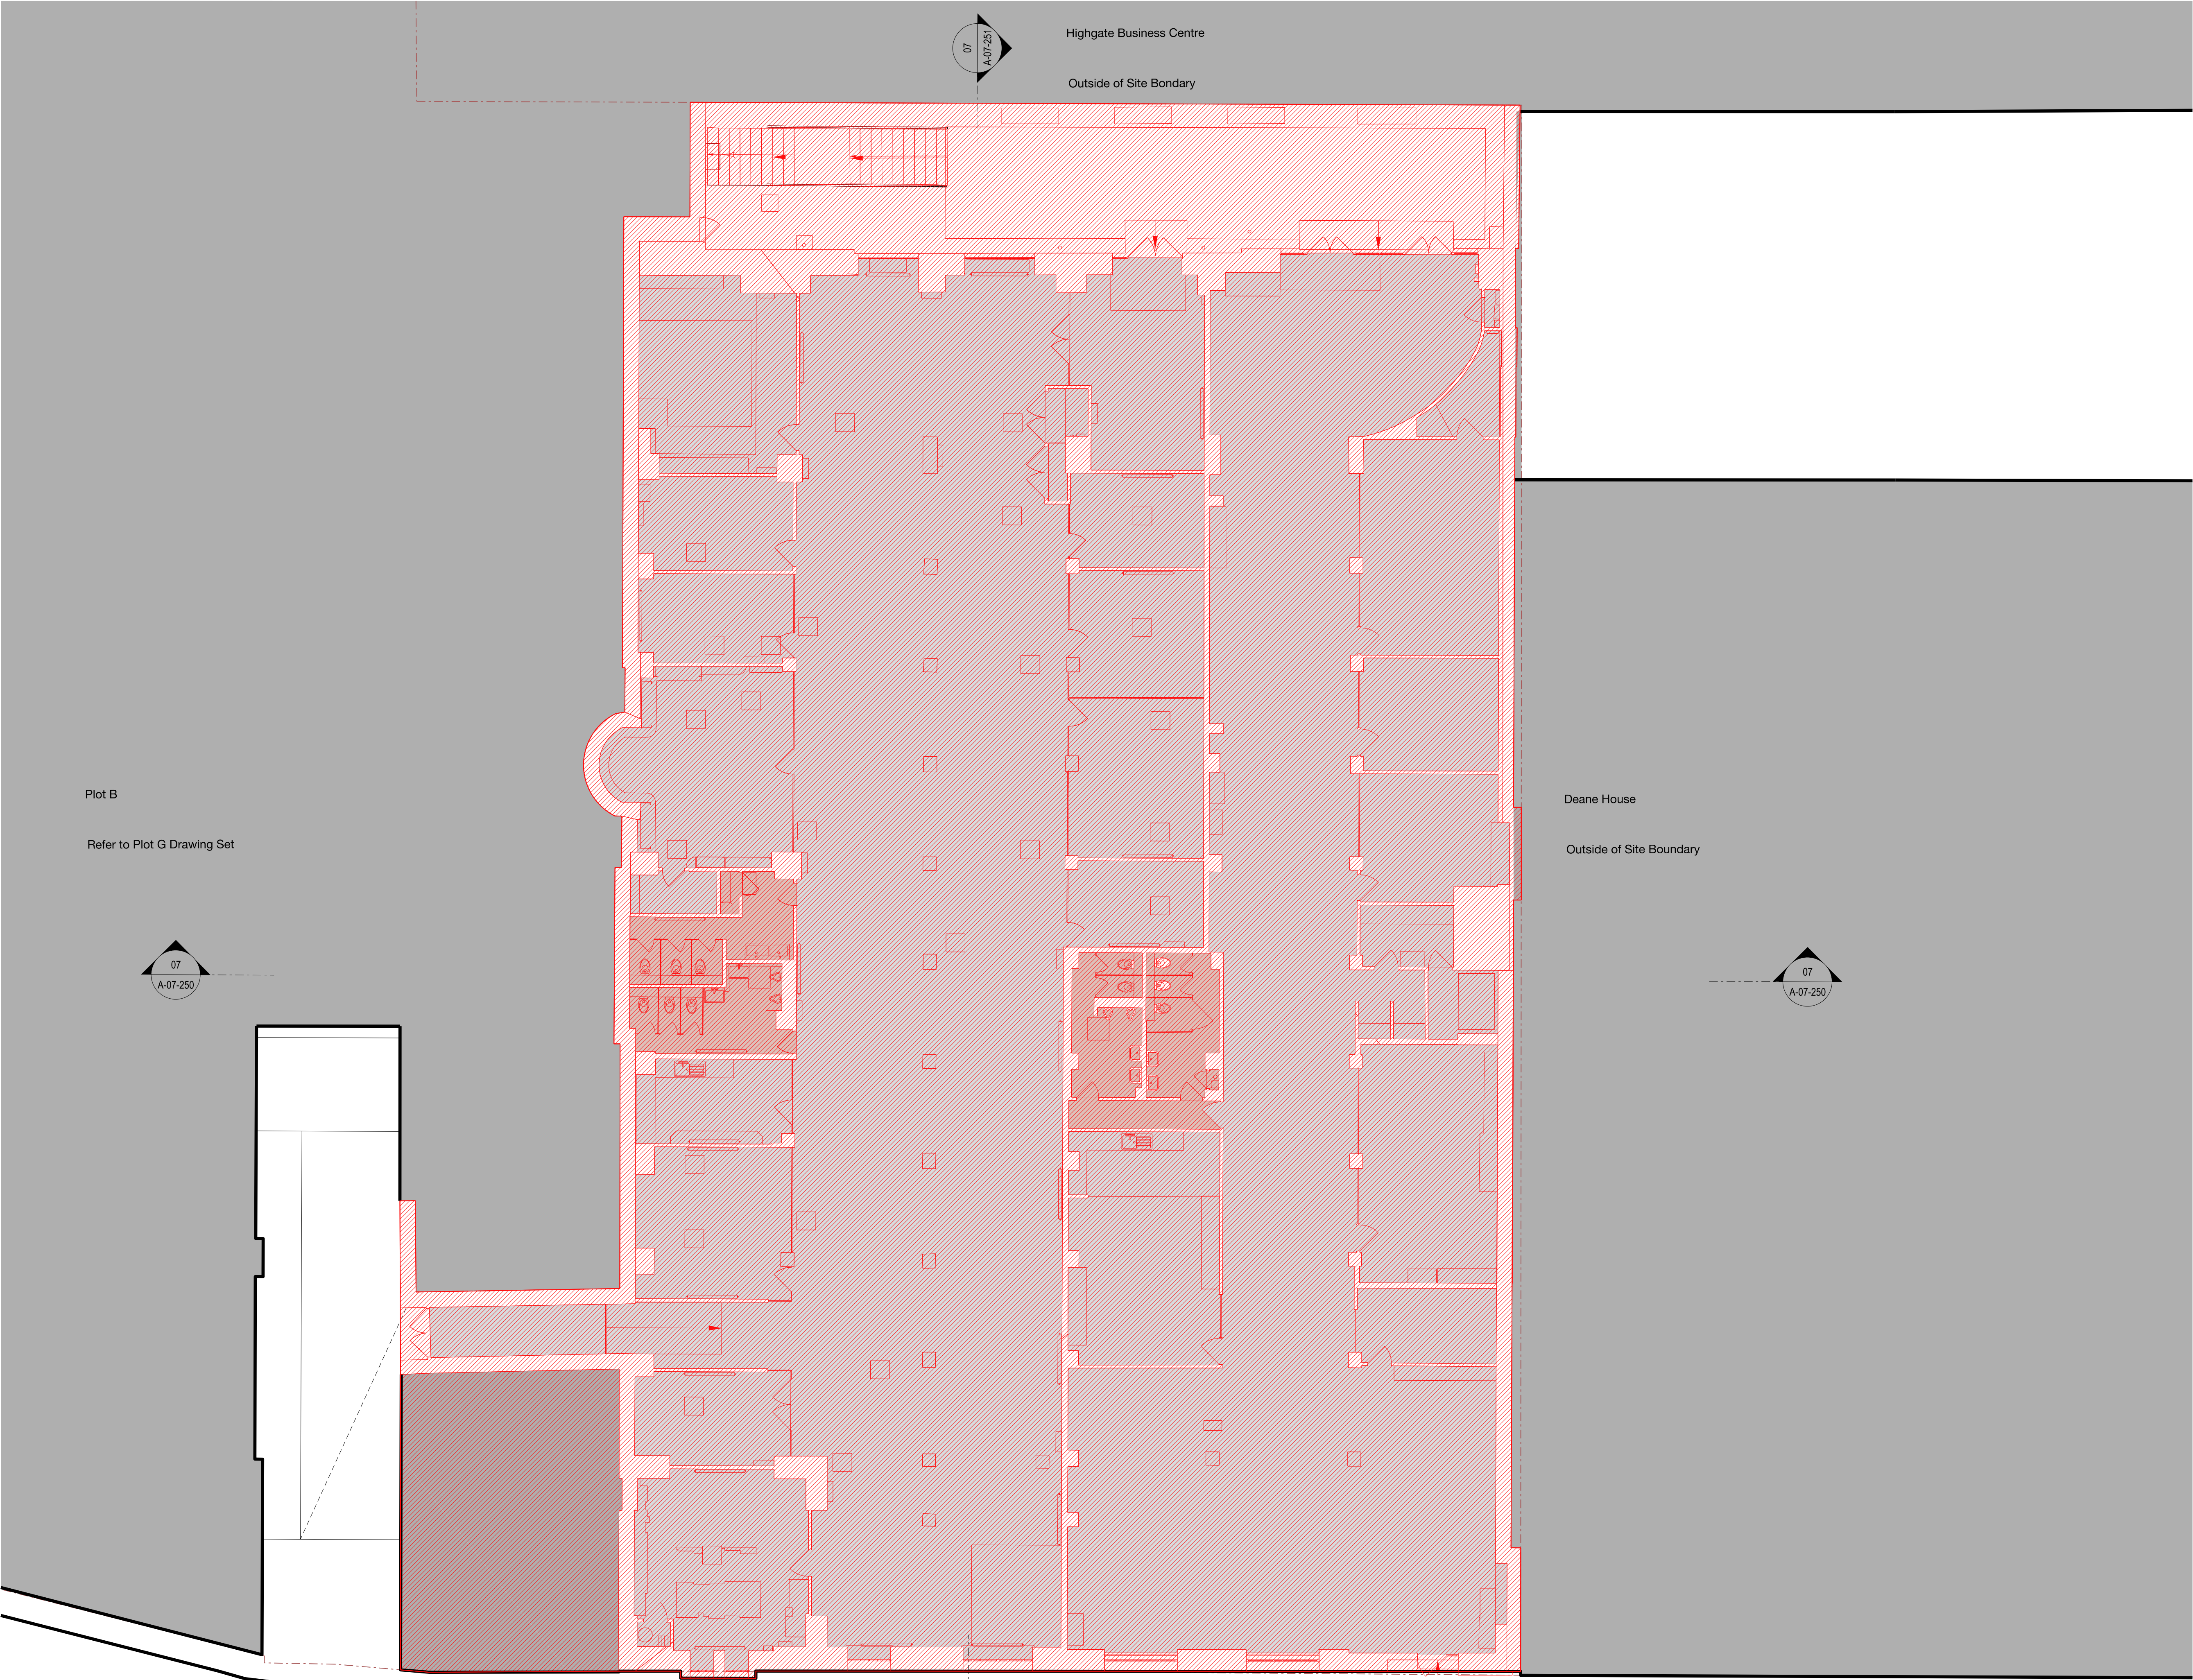 Highgate Business Centre
07
A-07-251
Outside of Site Bondary
Plot B
Refer to Plot G Drawing Set
Deane House
Outside of Site Boundary
07
A-07-250
07
A-07-250